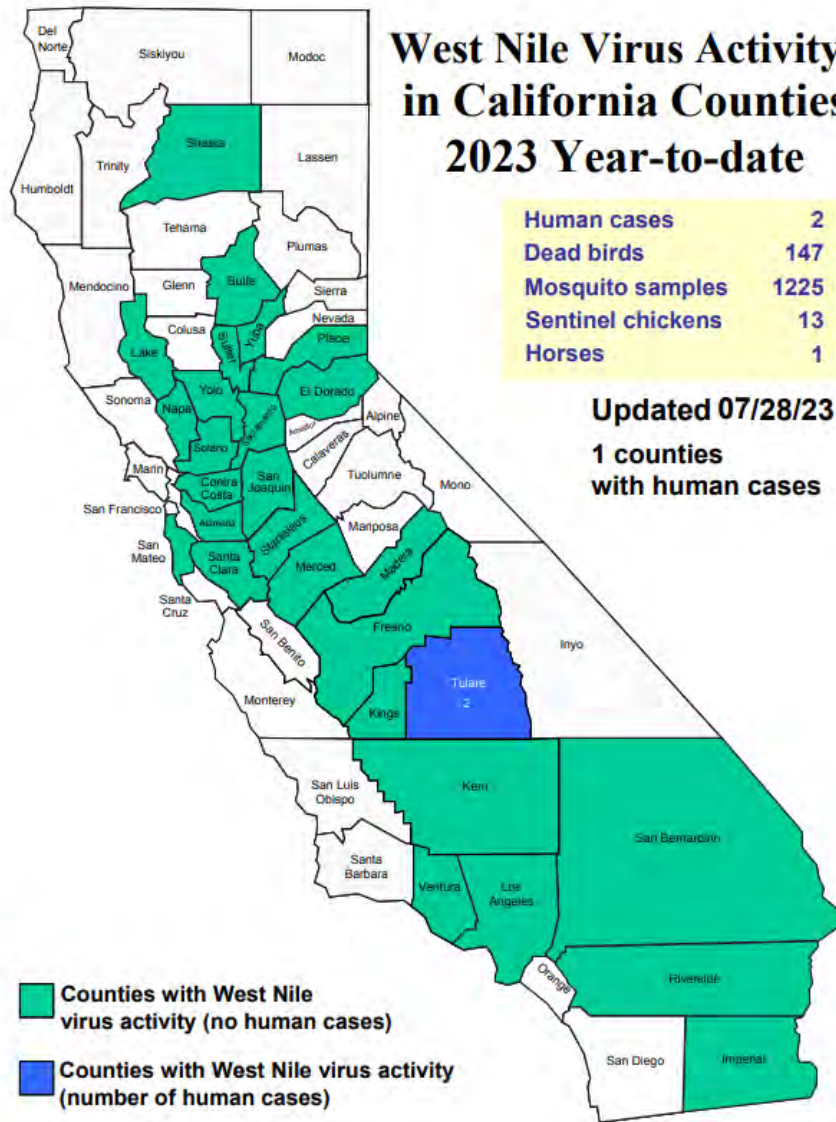 West Nile Virus Activity
in California Counties
2023 Year-to-date
Human cases 2
Dead birds 147
Mosquito samples 1225
Sentinel chickens 13
Horses 1
Updated 07/28/23
1 counties
with human cases
Del
Norte
Siskiyou
Modoc
Shasta
Trinity
Lassen
Humboldt
Tehama
Plumas
Mendocino
Glenn
Butte
Sierra
Colusa
Nevada
Lake
Sutter
Yuba
Place
Sonoma
Napa
Yolo
El Dorado
Sacramento
Alpine
Amador
Solano
Calaveras
Marin
Contra
Costa
San
Joaquin
Tuolumne
Mono
San Francisco
Alameda
Stanislaus
Mariposa
San
Mateo
Santa
Clara
Merced
Madera
Santa
Cruz
San Benito
Fresno
Inyo
Monterey
Kings
Tulare
2
San Luis
Obispo
Kern
San Bernardino
Santa
Barbara
Ventura
Los
Angeles
Orange
Riverside
San Diego
Imperial
Counties with West Nile
virus activity (no human cases)
Counties with West Nile virus activity
(number of human cases)